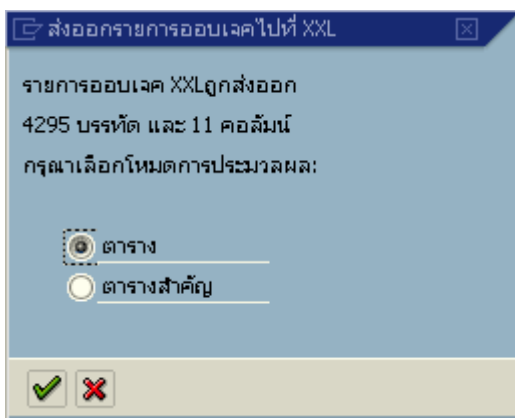 ส่งออกรายการออบเจคไปที่ XXL
รายการออบเจค XXLถูกส่งออก
4295 บรรทัด และ 11 คอลัมน์
กรุณาเลือกโหมดการประมวลผล:
ตาราง
ตารางสำคัญ